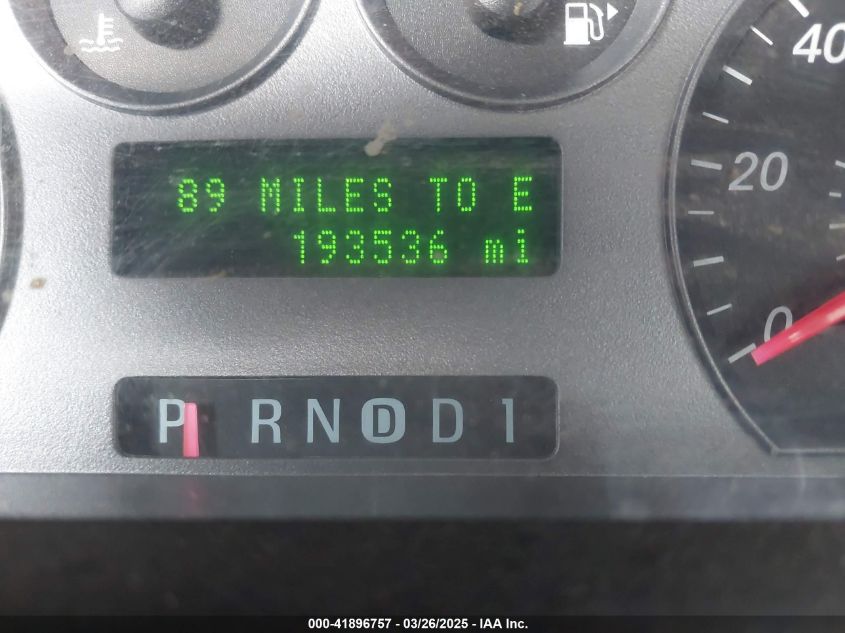 40
20
0
89 MILES TO E
193536 mi
P R N D D 1
000-41896757 — 03/26/2025 — IAA Inc.